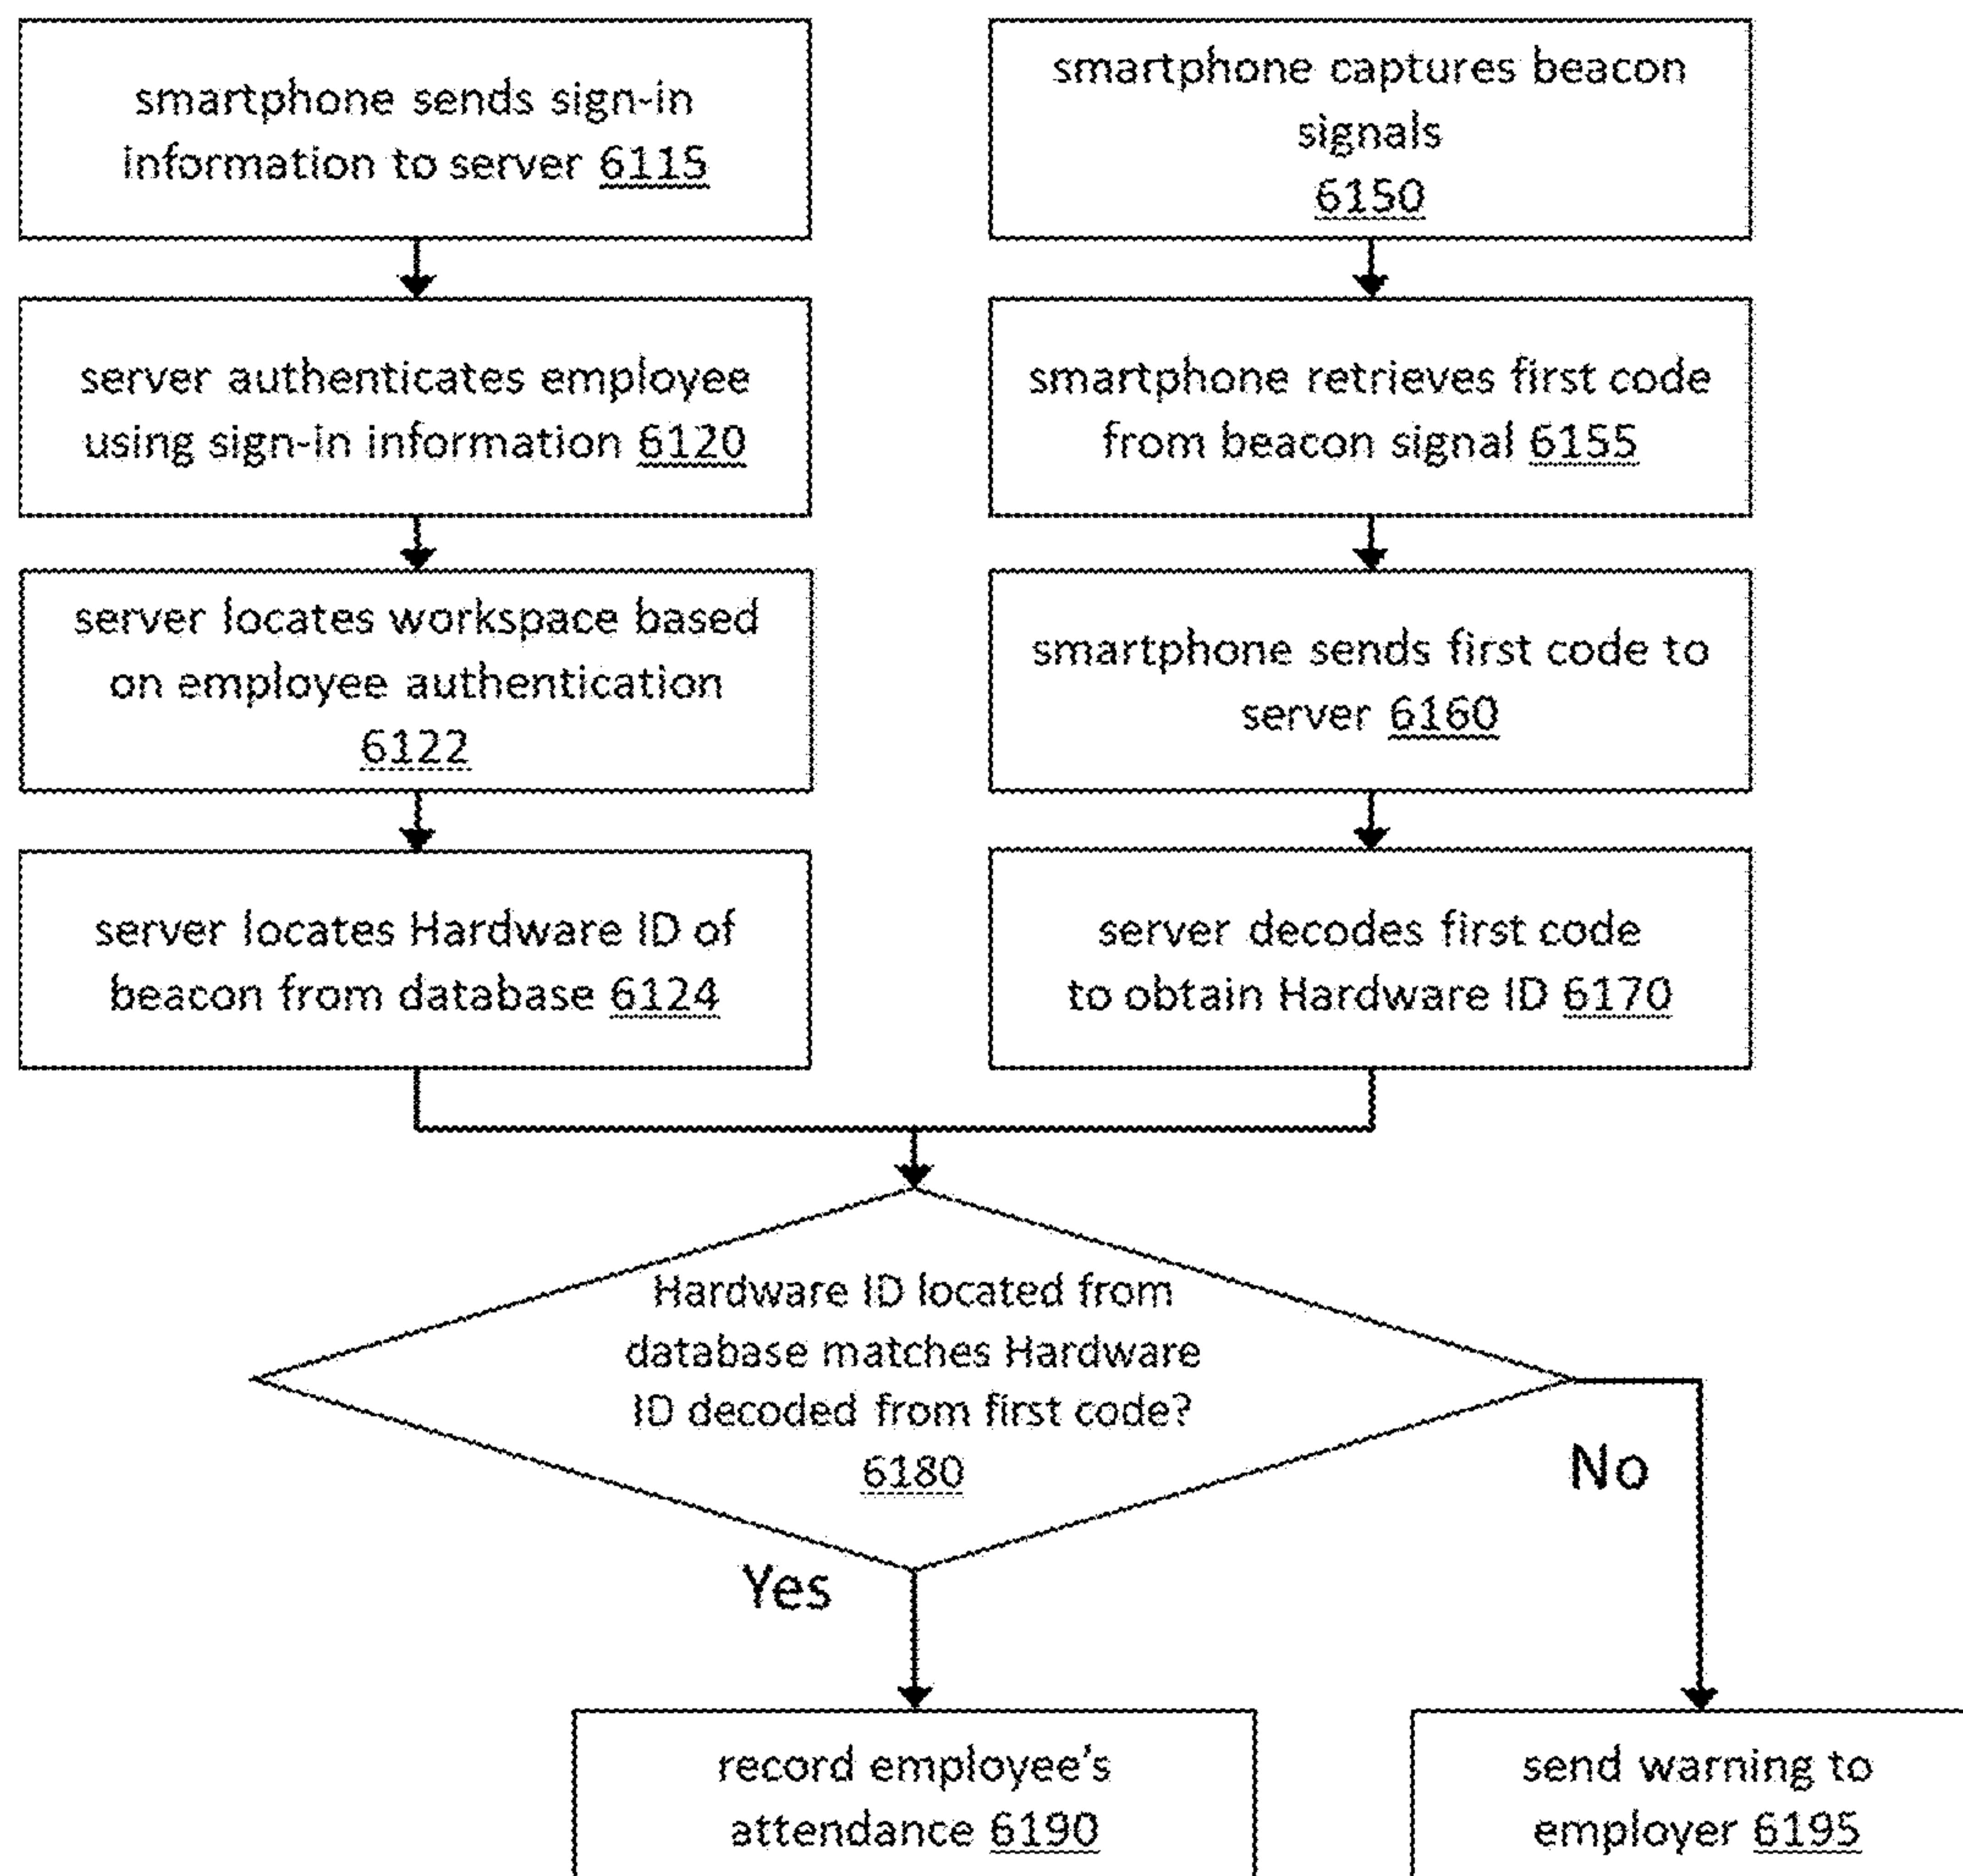 smartphone sends sign-in
information to server 6115
server authenticates employee
using sign-in information 6120
server locates workspace based
on employee authentication
6122
server locates Hardware ID of
beacon from database 6124
smartphone captures beacon
signals
6150
smartphone retrieves first code
from beacon signal 6155
smartphone sends first code to
server 6160
server decodes first code
to obtain Hardware ID 6170
Hardware ID located from
database matches Hardware
ID decoded from first code?
6180
Yes
No
record employee's
attendance 6190
send warning to
employer 6195